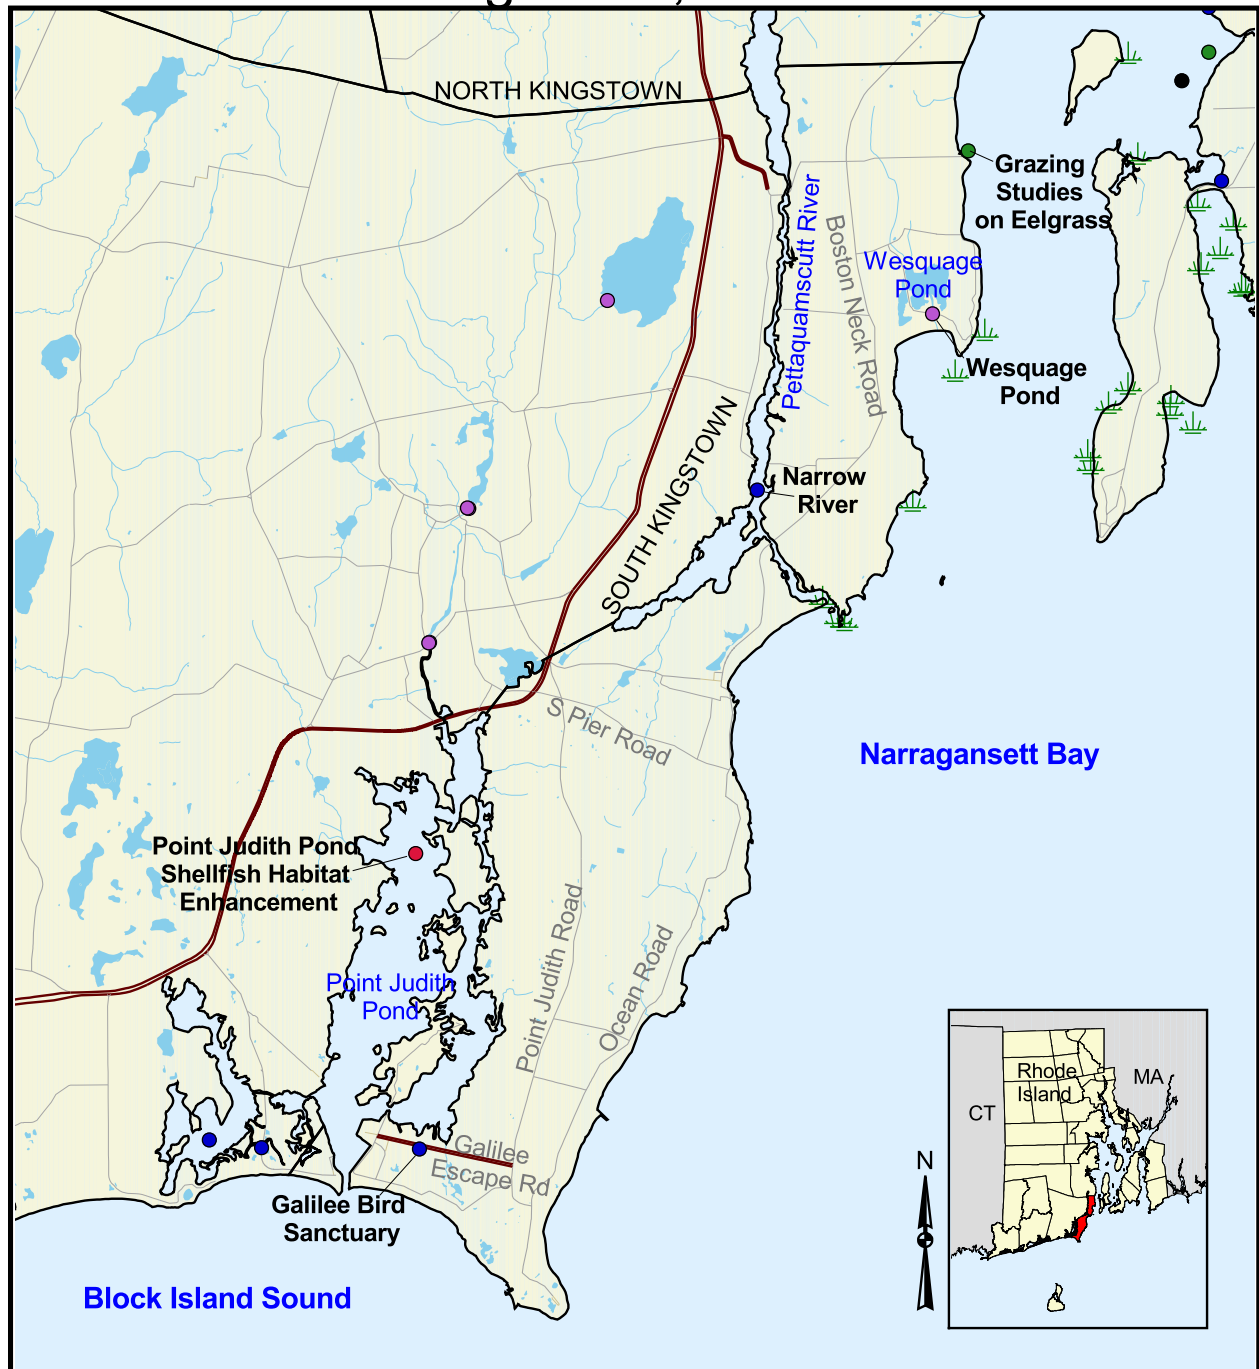 NORTH KINGSTOWN
Grazing
Studies
on Eelgrass
Pettaquamscutt River
Boston Neck Road
Wesquage
Pond
Wesquage
Pond
SOUTH KINGSTOWN
Narrow
River
S Pier Road
Narragansett Bay
Point Judith Pond
Shellfish Habitat
Enhancement
Point Judith
Pond
Point Judith Road
Ocean Road
Galilee
Escape Rd
Galilee Bird
Sanctuary
Block Island Sound
N
Rhode
Island
MA
CT